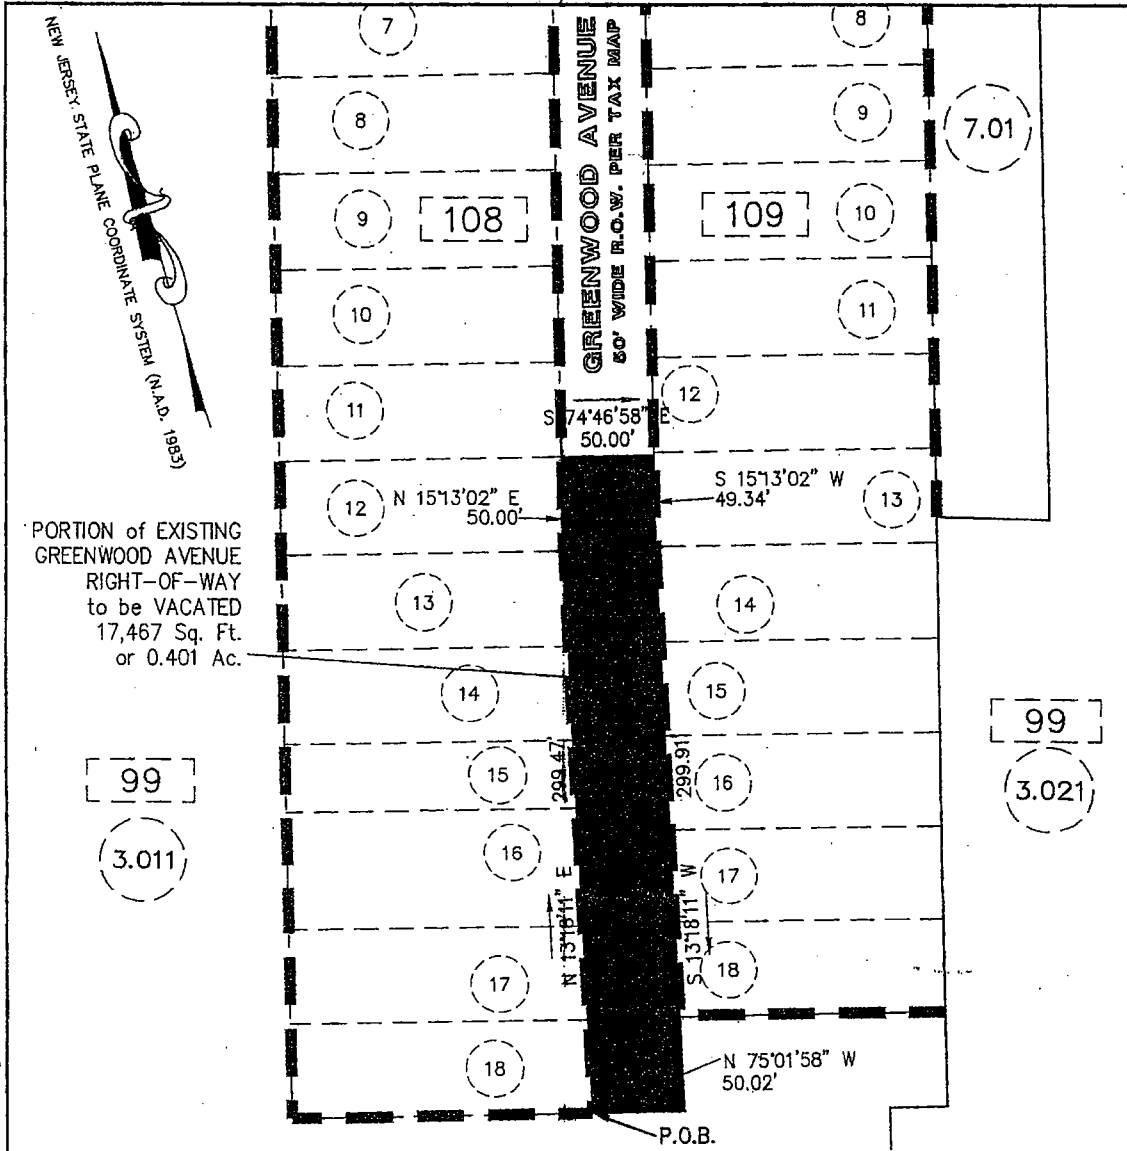 NEW JERSEY STATE PLANE COORDINATE SYSTEM (N.A.D. 1983)
7
8
9
108
10
11
12
13
14
15
16
17
18
GREENWOOD AVENUE
50' WIDE R.O.W. PER TAX MAP
8
9
109
10
11
12
13
14
15
16
17
18
7.01
S 74°46'58" E
50.00'
N 15°13'02" E
50.00'
S 15°13'02" W
49.34'
PORTION of EXISTING
GREENWOOD AVENUE
RIGHT-OF-WAY
to be VACATED
17,467 Sq. Ft.
or 0.401 Ac.
299.47'
299.91'
N 13°18'11" E
S 13°18'11" W
99
3.011
99
3.021
N 75°01'58" W
50.02'
P.O.B.